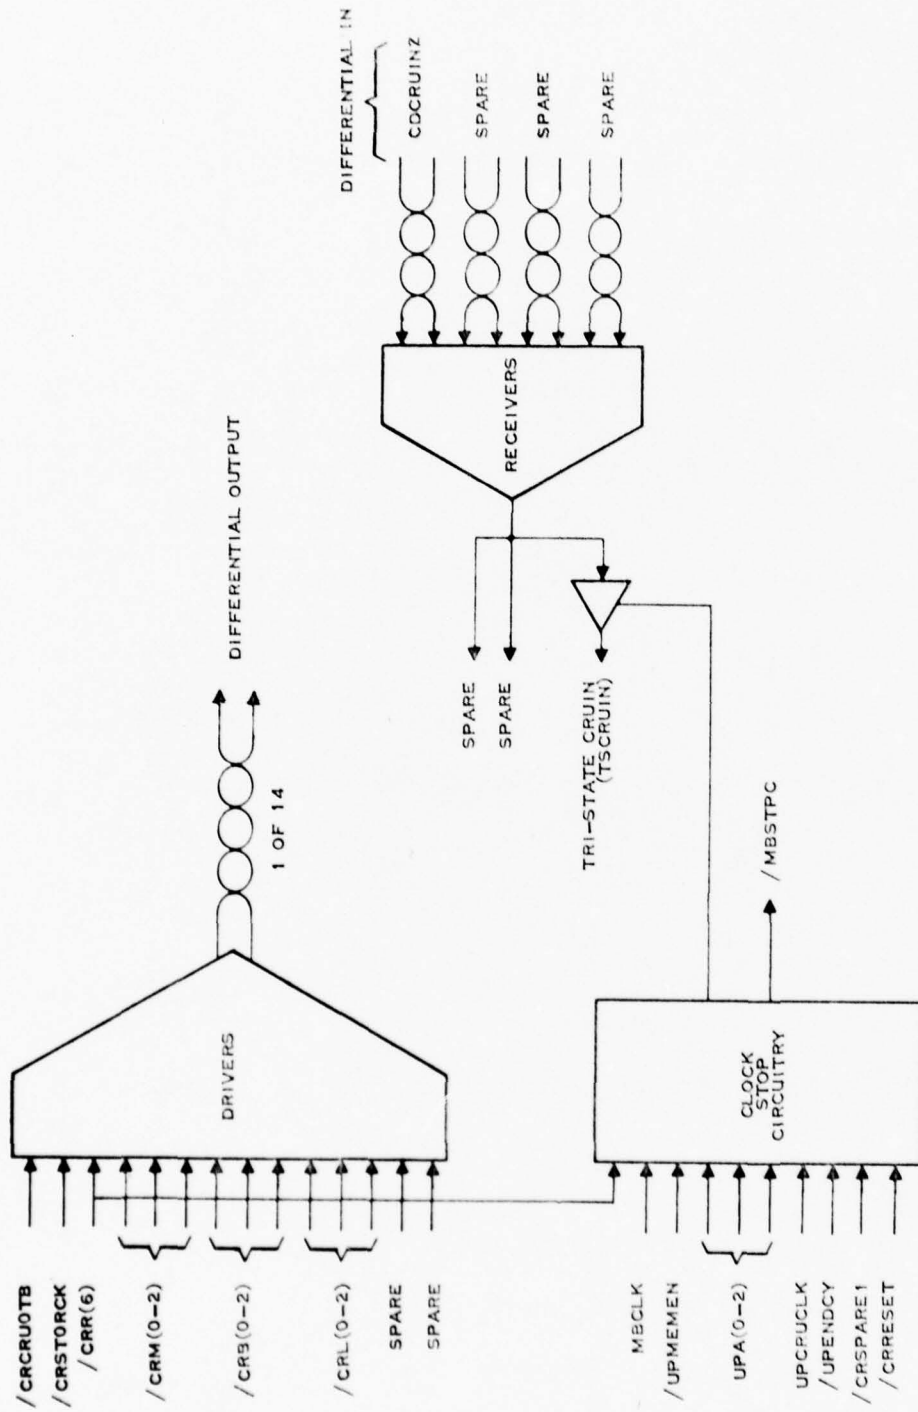 /CRCRUOTB
/CRSTORCK
/CRR(6)
/CRM(0-2)
/CRB(0-2)
/CRL(0-2)
SPARE
SPARE
DRIVERS
1 OF 14
DIFFERENTIAL OUTPUT
MBCLK
/UPMEMEN
UPA(0-2)
UPCRUCLK
/UPENDCY
/CRSPARE1
/CRRESET
CLOCK
STOP
CIRCUITRY
/MBSTPC
TRI-STATE CRUIN
(TSCRUIN)
SPARE
SPARE
RECEIVERS
DIFFERENTIAL IN
CDCRUINZ
SPARE
SPARE
SPARE